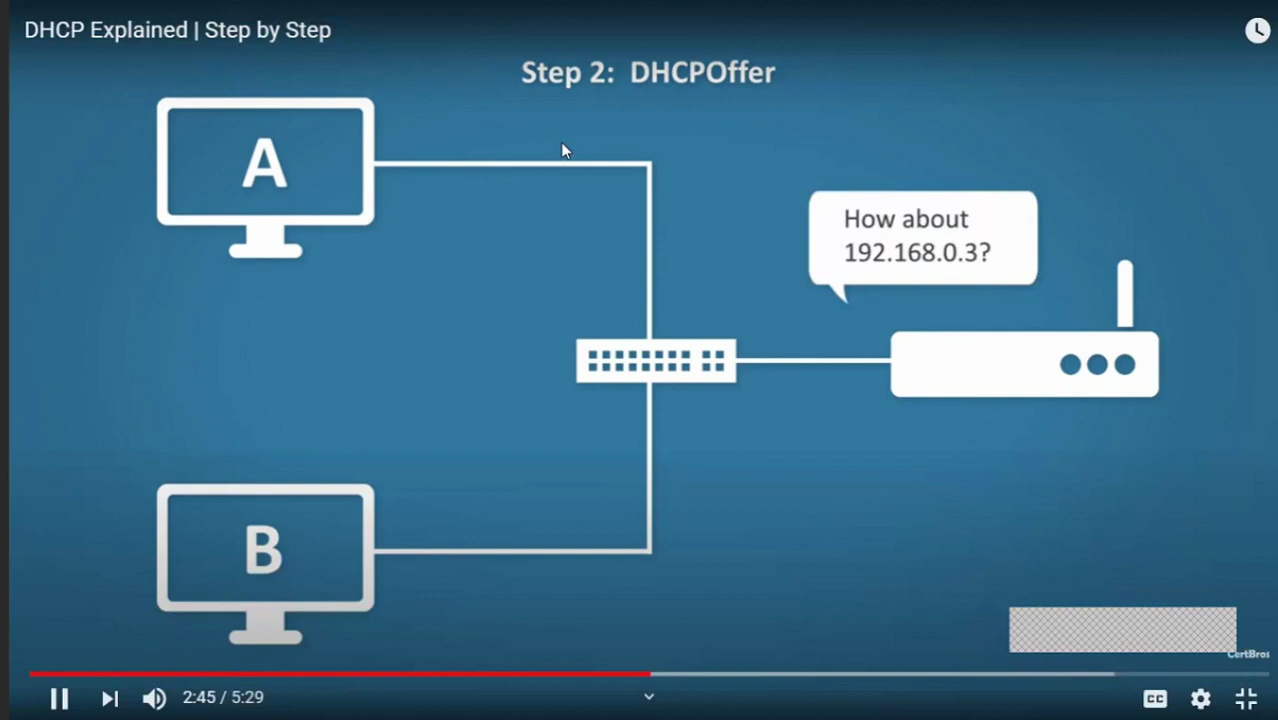 DHCP Explained | Step by Step
Step 2: DHCPOffer
A
How about
192.168.0.3?
B
CertBros
2:45 / 5:29
CC